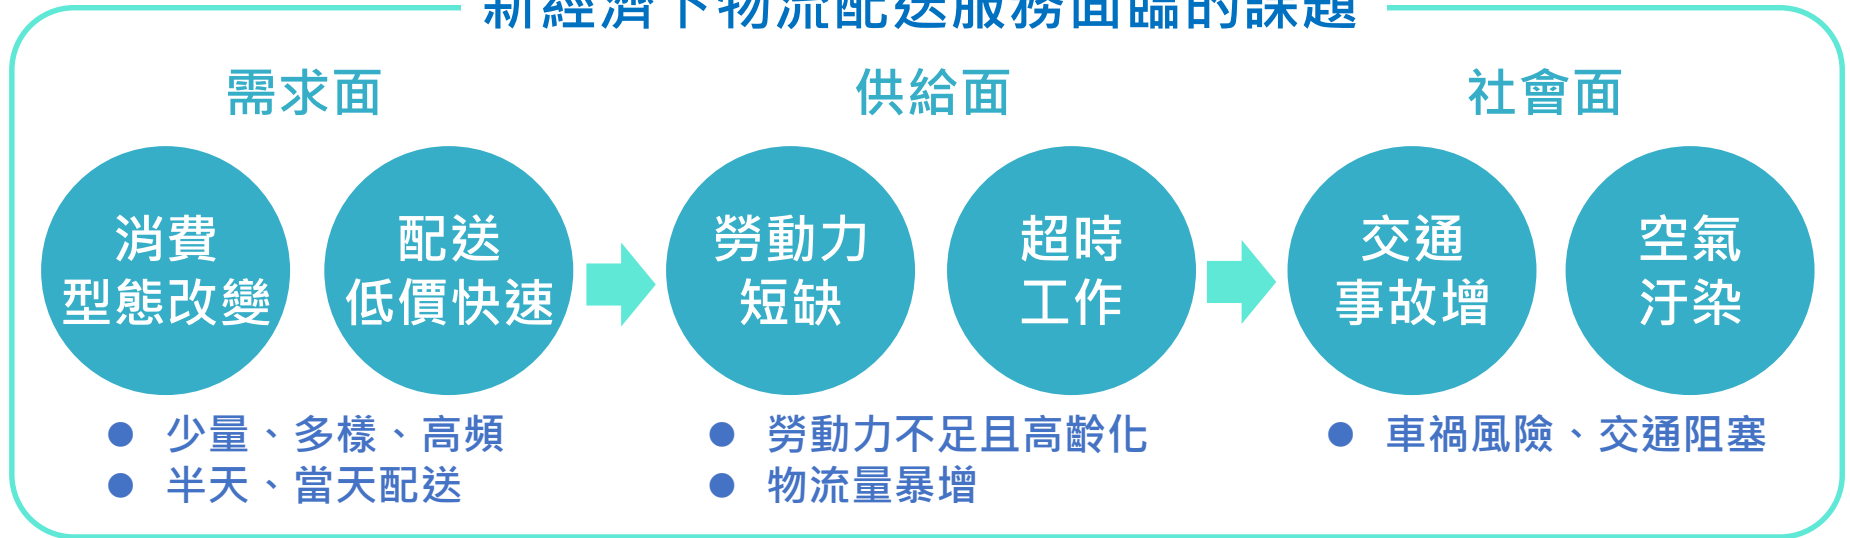 新經濟下物流配送服務面臨的課題
需求面
消費
型態改變
配送
低價快速
少量、多樣、高頻
半天、當天配送
供給面
勞動力
短缺
超時
工作
勞動力不足且高齡化
物流量暴增
社會面
交通
事故增
空氣
汙染
車禍風險、交通阻塞